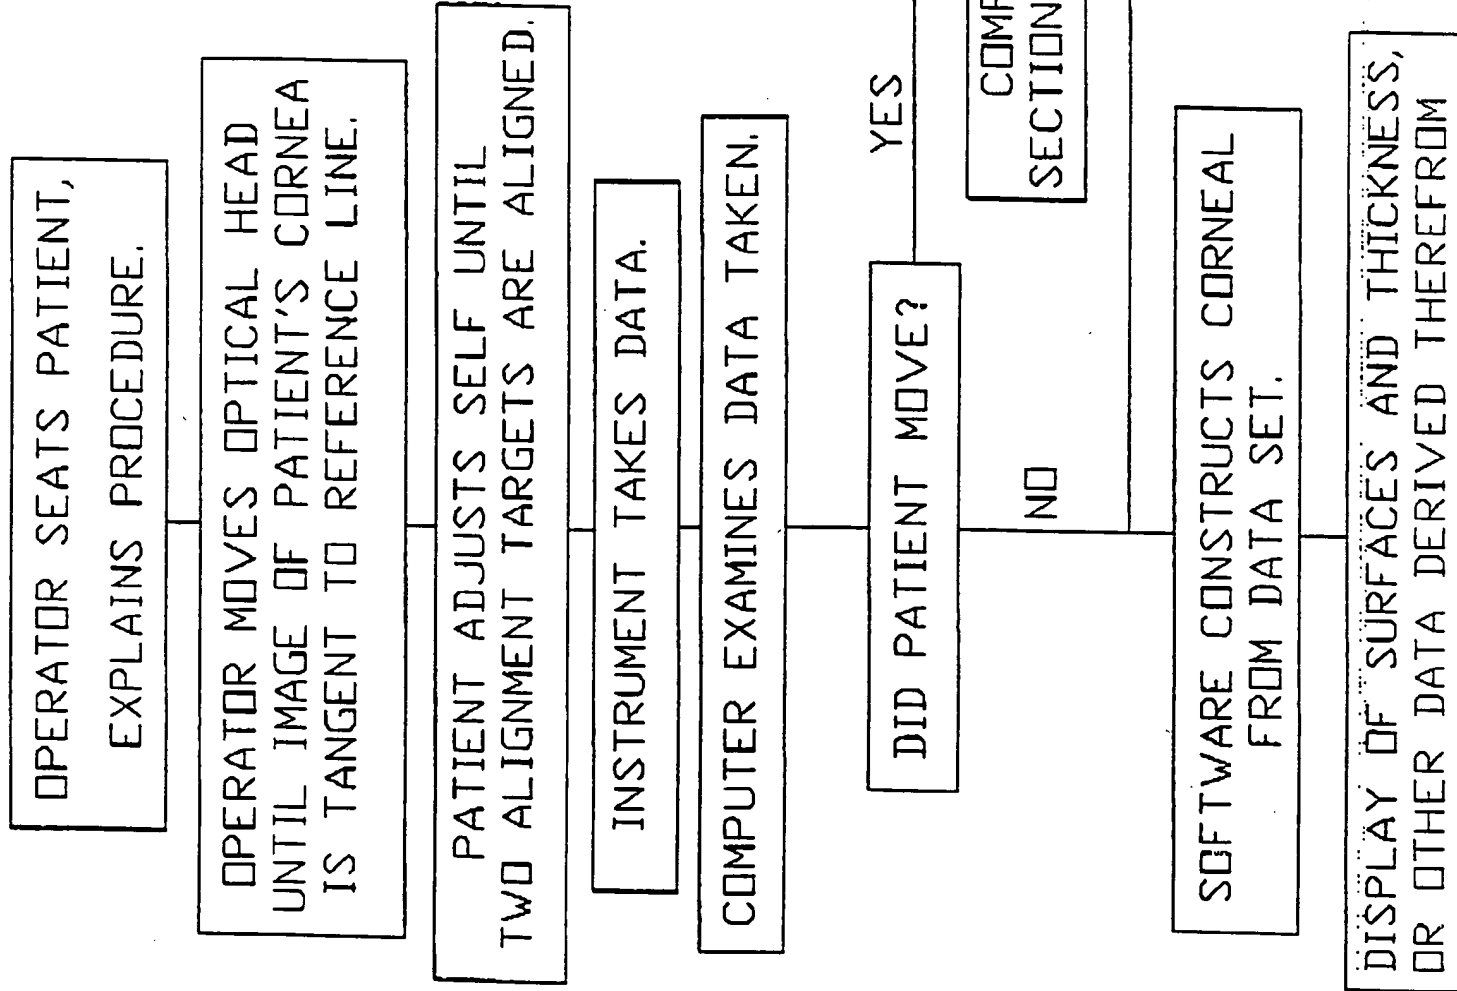 OPERATOR SEATS PATIENT,
EXPLAINS PROCEDURE.
OPERATOR MOVES OPTICAL HEAD
UNTIL IMAGE OF PATIENT'S CORNEA
IS TANGENT TO REFERENCE LINE.
PATIENT ADJUSTS SELF UNTIL
TWO ALIGNMENT TARGETS ARE ALIGNED.
INSTRUMENT TAKES DATA.
COMPUTER EXAMINES DATA TAKEN.
DID PATIENT MOVE?
YES
SECTION
NO
SOFTWARE CONSTRUCTS CORNEAL
FROM DATA SET.
DISPLAY OF SURFACES AND THICKNESS,
OR OTHER DATA DERIVED THEREFROM